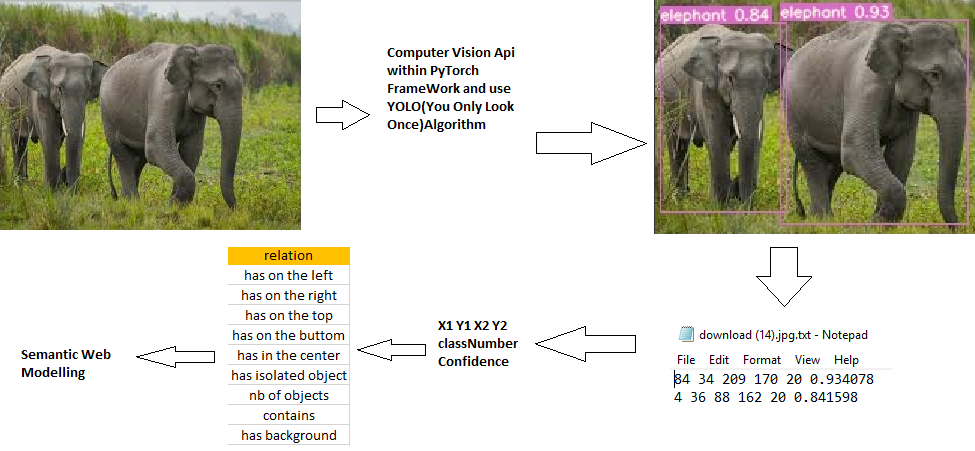 Computer Vision Api
within PyTorch
FrameWork and use
YOLO(You Only Look
Once)Algorithm
elephant 0.84
elephant 0.93
download (14).jpg.txt - Notepad
File Edit Format View Help
84 34 209 170 20 0.934078
4 36 88 162 20 0.841598
X1 Y1 X2 Y2
classNumber
Confidence
relation
has on the left
has on the right
has on the top
has on the buttom
has in the center
has isolated object
nb of objects
contains
has background
Semantic Web
Modelling